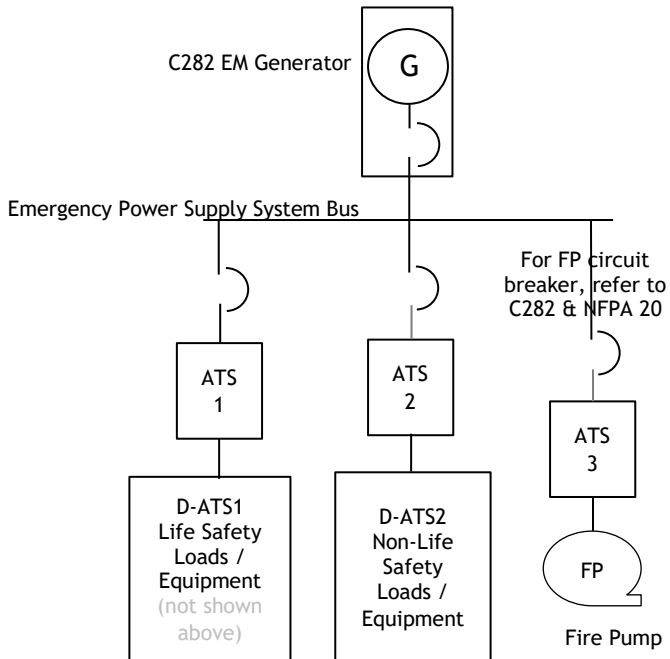 C282 EM Generator
G
Emergency Power Supply System Bus
For FP circuit
breaker, refer to
C282 & NFPA 20
ATS
1
ATS
2
ATS
3
D-ATS1
Life Safety
Loads /
Equipment
(not shown
above)
D-ATS2
Non-Life
Safety
Loads /
Equipment
FP
Fire Pump